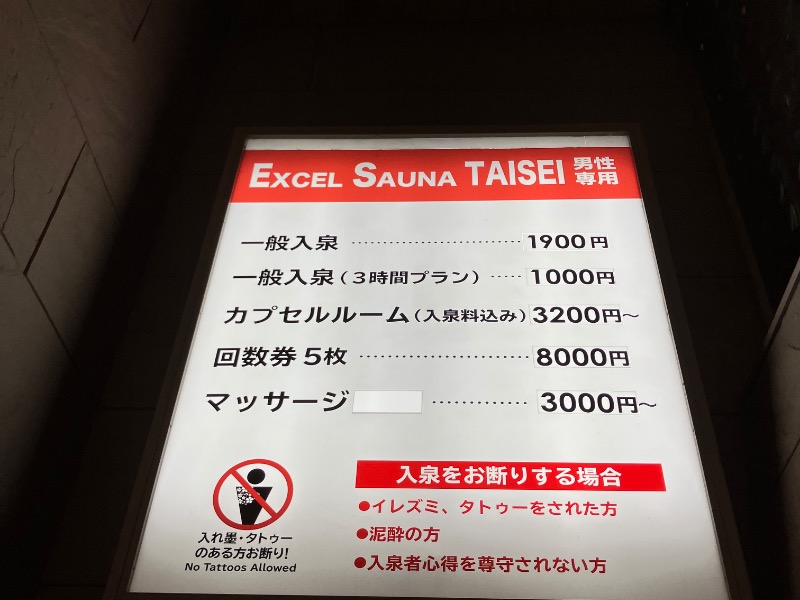 EXCEL SAUNA TAISEI 男性専用
一般入泉 ………………………… 1900円
一般入泉（3時間プラン） …… 1000円
カプセルルーム（入泉料込み） 3200円～
回数券 5枚 ………………………… 8000円
マッサージ ………………… 3000円～
入泉をお断りする場合
●イレズミ、タトゥーをされた方
●泥酔の方
●入泉者心得を尊守されない方
入れ墨・タトゥー
のある方お断り!
No Tattoos Allowed